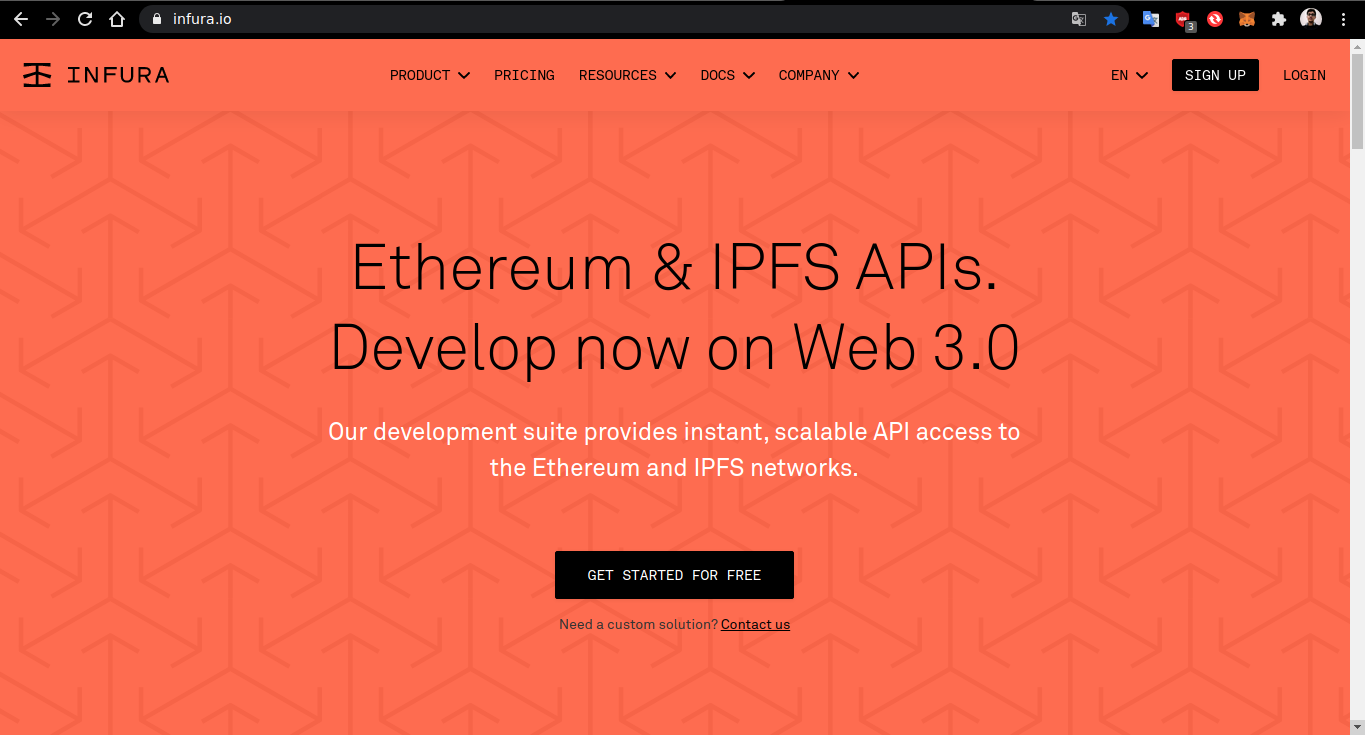 infura.io
3
INFURA
PRODUCT PRICING RESOURCES DOCS COMPANY EN SIGN UP LOGIN
Ethereum & IPFS APIs.
Develop now on Web 3.0
Our development suite provides instant, scalable API access to
the Ethereum and IPFS networks.
GET STARTED FOR FREE
Need a custom solution? Contact us